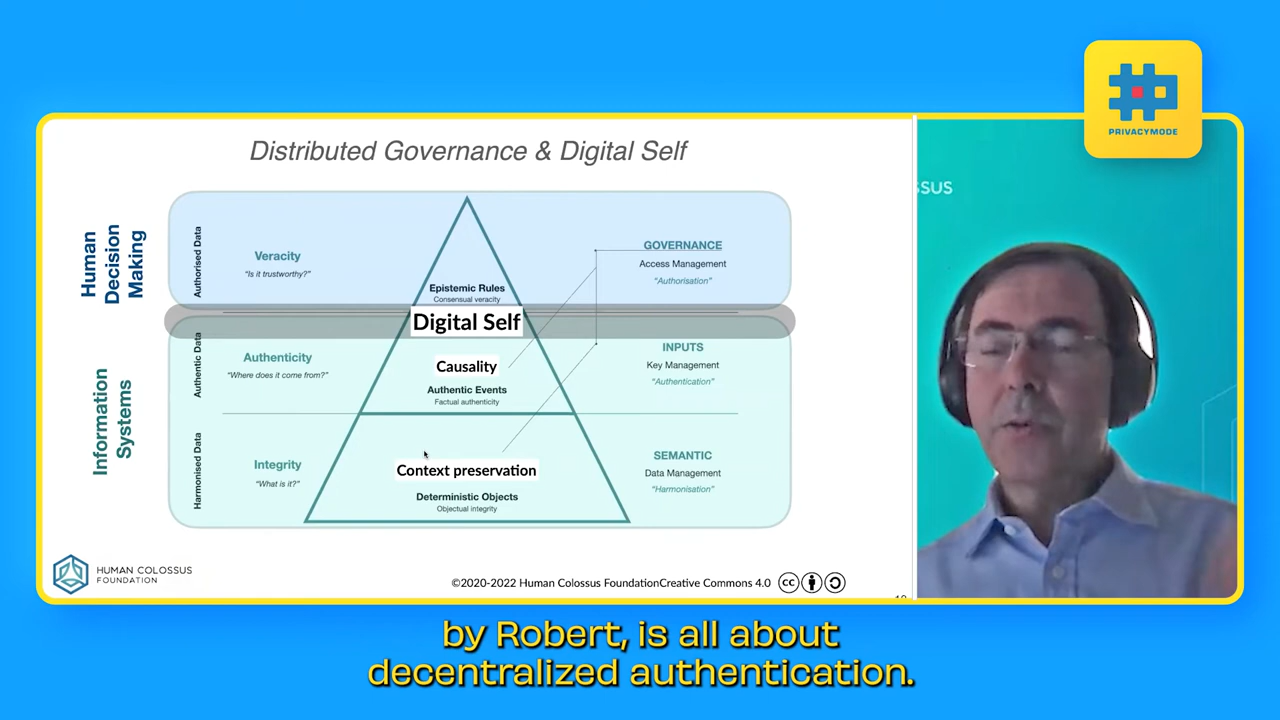 PRIVACYMODE
SSUS
Distributed Governance & Digital Self
Human
Decision
Making
Authorised Data
Veracity
“Is it trustworthy?”
Epistemic Rules
Consensual veracity
GOVERNANCE
Access Management
“Authorisation”
Digital Self
Information
Systems
Authentic Data
Authenticity
“Where does it come from?”
Causality
Authentic Events
Factual authenticity
INPUTS
Key Management
“Authentication”
Harmonised Data
Integrity
“What is it?”
Context preservation
Deterministic Objects
Objectual integrity
SEMANTIC
Data Management
“Harmonisation”
HUMAN COLOSSUS
FOUNDATION
©2020-2022 Human Colossus FoundationCreative Commons 4.0
cc
by Robert, is all about
decentralized authentication.